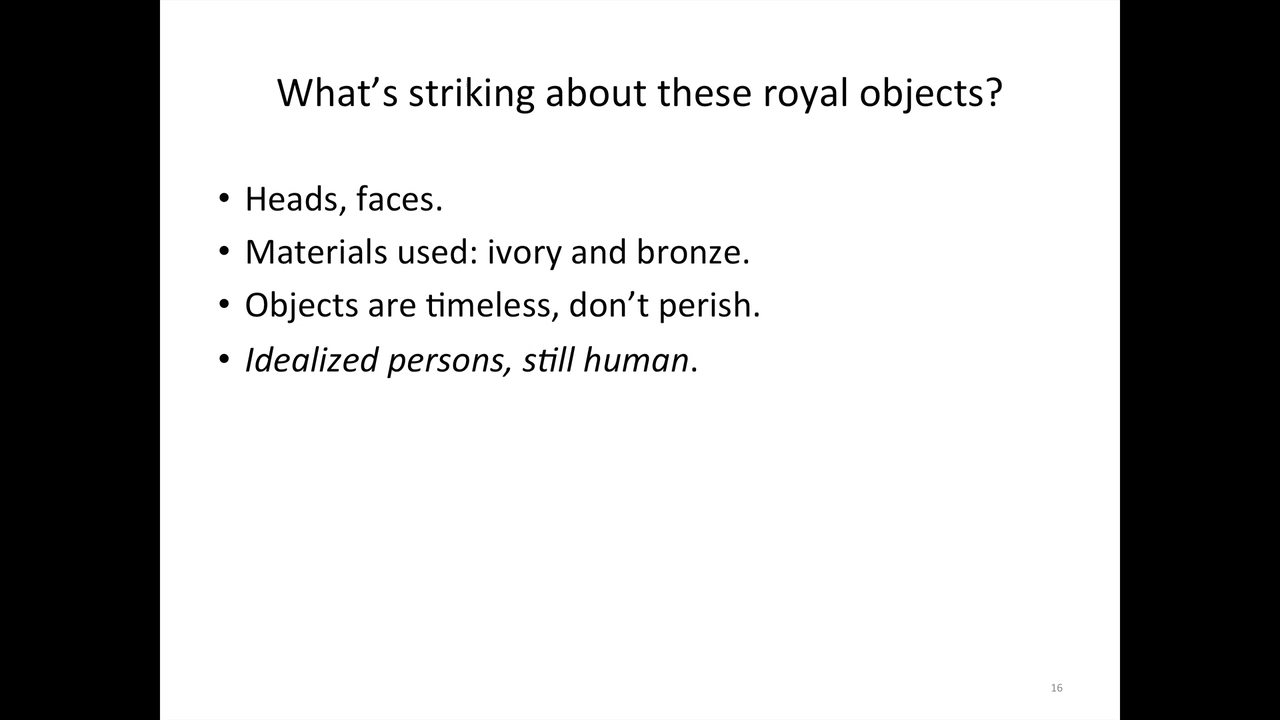 What’s striking about these royal objects?
• Heads, faces.
• Materials used: ivory and bronze.
• Objects are timeless, don’t perish.
• Idealized persons, still human.
16